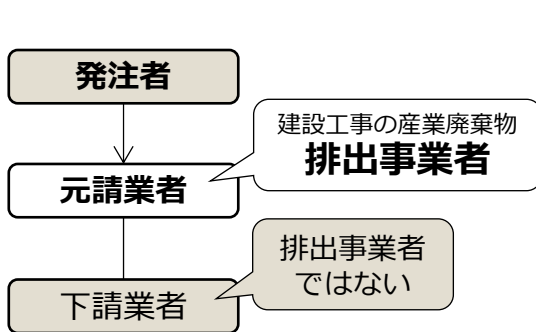 発注者
建設工事の産業廃棄物
排出事業者
元請業者
排出事業者
ではない
下請業者